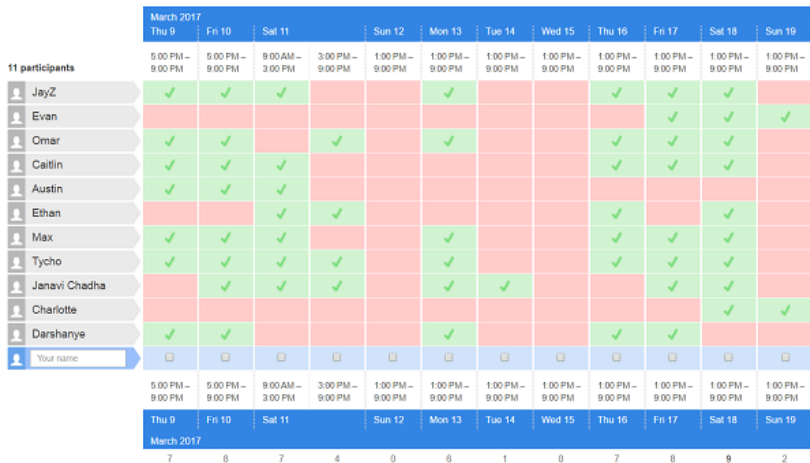 March 2017
Thu 9 Fri 10 Sat 11 Sun 12 Mon 13 Tue 14 Wed 15 Thu 16 Fri 17 Sat 18 Sun 19
5:00 PM – 5:00 PM – 9:00 AM – 3:00 PM – 1:00 PM – 1:00 PM – 1:00 PM – 1:00 PM – 1:00 PM – 1:00 PM – 1:00 PM – 1:00 PM –
11 participants 9:00 PM 9:00 PM 3:00 PM 9:00 PM 9:00 PM 9:00 PM 9:00 PM 9:00 PM 9:00 PM 9:00 PM 9:00 PM 9:00 PM
JayZ
Evan
Omar
Caitlin
Austin
Ethan
Max
Tycho
Janavi Chadha
Charlotte
Darshanye
Your name
5:00 PM – 5:00 PM – 9:00 AM – 3:00 PM – 1:00 PM – 1:00 PM – 1:00 PM – 1:00 PM – 1:00 PM – 1:00 PM – 1:00 PM – 1:00 PM –
9:00 PM 9:00 PM 3:00 PM 9:00 PM 9:00 PM 9:00 PM 9:00 PM 9:00 PM 9:00 PM 9:00 PM 9:00 PM 9:00 PM
Thu 9 Fri 10 Sat 11 Sun 12 Mon 13 Tue 14 Wed 15 Thu 16 Fri 17 Sat 18 Sun 19
March 2017
7 8 7 4 0 6 1 0 7 8 9 2